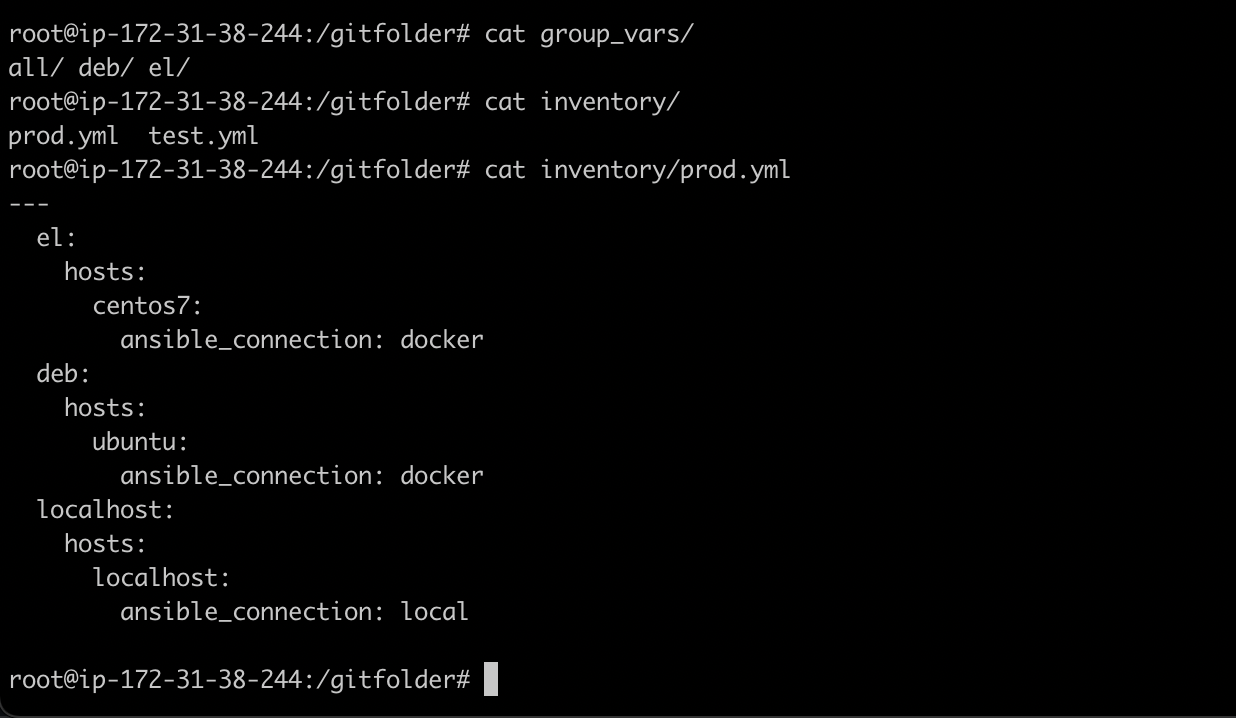 root@ip-172-31-38-244:/gitfolder# cat group_vars/
all/ deb/ el/
root@ip-172-31-38-244:/gitfolder# cat inventory/
prod.yml  test.yml
root@ip-172-31-38-244:/gitfolder# cat inventory/prod.yml
---
  el:
    hosts:
      centos7:
        ansible_connection: docker
  deb:
    hosts:
      ubuntu:
        ansible_connection: docker
  localhost:
    hosts:
      localhost:
        ansible_connection: local
root@ip-172-31-38-244:/gitfolder#